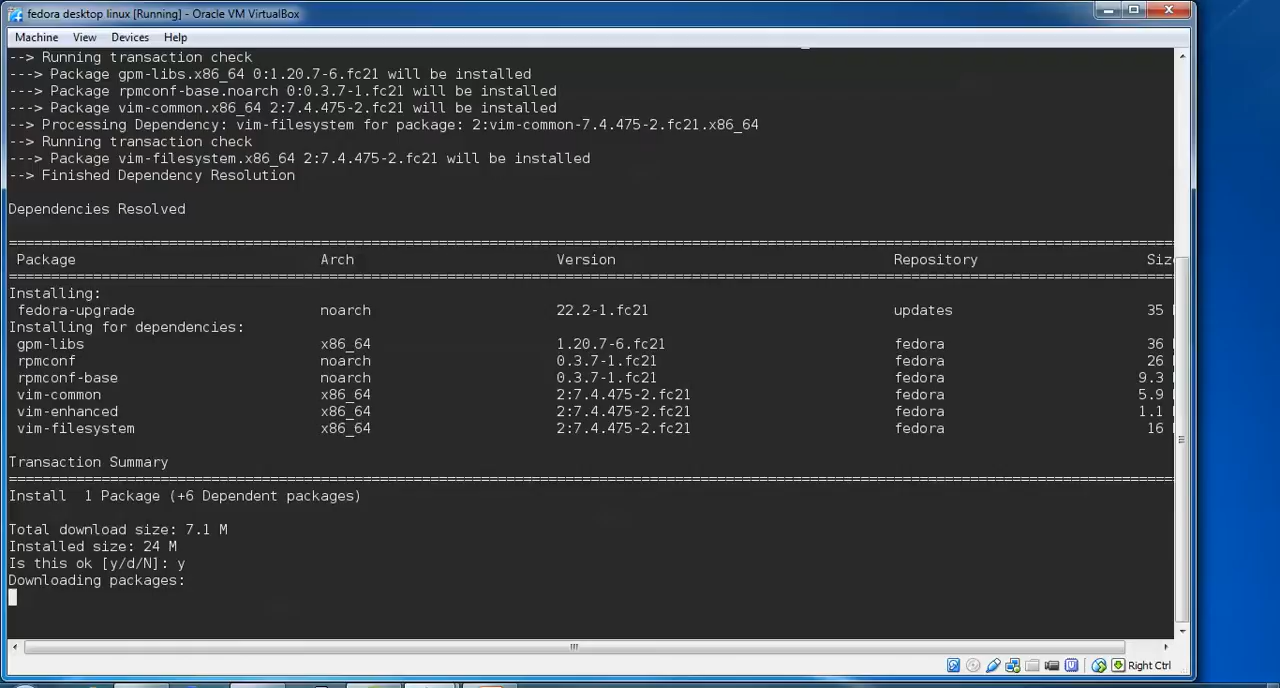 fedora desktop linux [Running] - Oracle VM VirtualBox
Machine View Devices Help
--> Running transaction check
---> Package gpm-libs.x86_64 0:1.20.7-6.fc21 will be installed
---> Package rpmconf-base.noarch 0:0.3.7-1.fc21 will be installed
---> Package vim-common.x86_64 2:7.4.475-2.fc21 will be installed
--> Processing Dependency: vim-filesystem for package: 2:vim-common-7.4.475-2.fc21.x86_64
--> Running transaction check
---> Package vim-filesystem.x86_64 2:7.4.475-2.fc21 will be installed
--> Finished Dependency Resolution
Dependencies Resolved
Package Arch Version Repository Siz
Installing:
fedora-upgrade noarch 22.2-1.fc21 updates 35
Installing for dependencies:
gpm-libs x86_64 1.20.7-6.fc21 fedora 36
rpmconf noarch 0.3.7-1.fc21 fedora 26
rpmconf-base noarch 0.3.7-1.fc21 fedora 9.3
vim-common x86_64 2:7.4.475-2.fc21 fedora 5.9
vim-enhanced x86_64 2:7.4.475-2.fc21 fedora 1.1
vim-filesystem x86_64 2:7.4.475-2.fc21 fedora 16
Transaction Summary
Install 1 Package (+6 Dependent packages)
Total download size: 7.1 M
Installed size: 24 M
Is this ok [y/d/N]: y
Downloading packages:
Right Ctrl